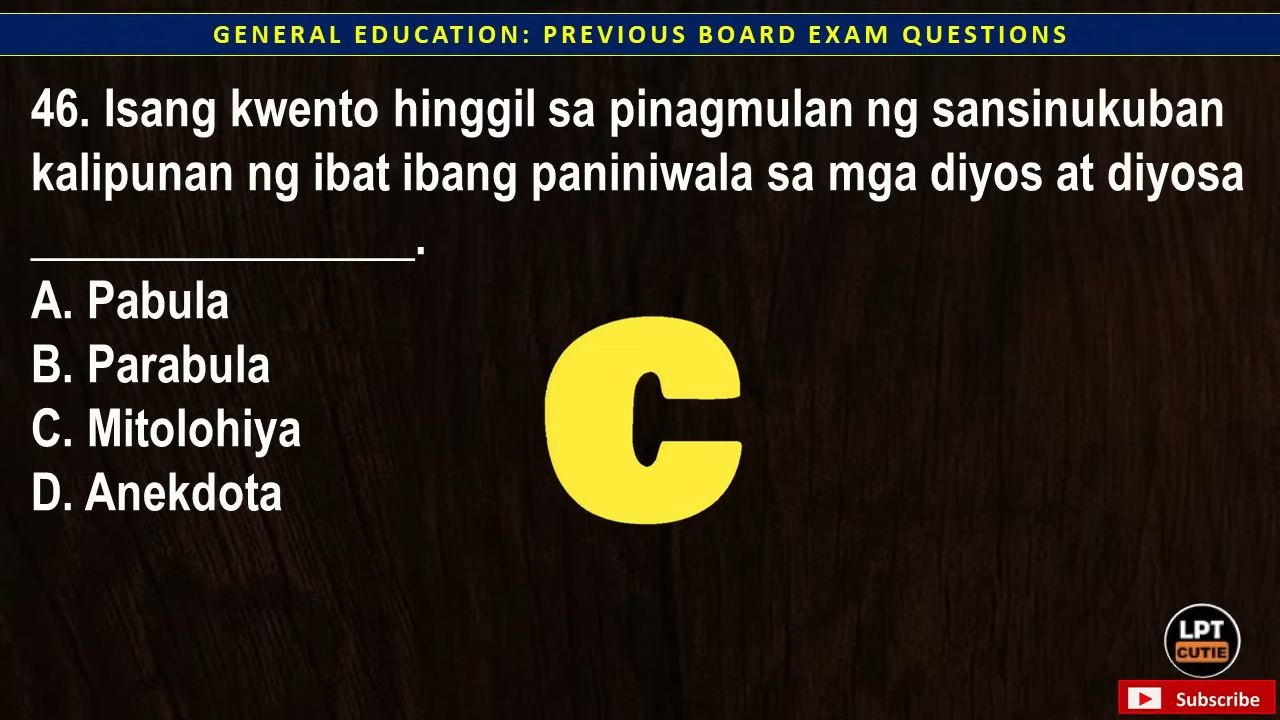 GENERAL EDUCATION: PREVIOUS BOARD EXAM QUESTIONS
46. Isang kwento hinggil sa pinagmulan ng sansinukuban
kalipunan ng ibat ibang paniniwala sa mga diyos at diyosa
_________________.
A. Pabula
B. Parabula
C. Mitolohiya
D. Anekdota
C
LPT
CUTIE
Subscribe